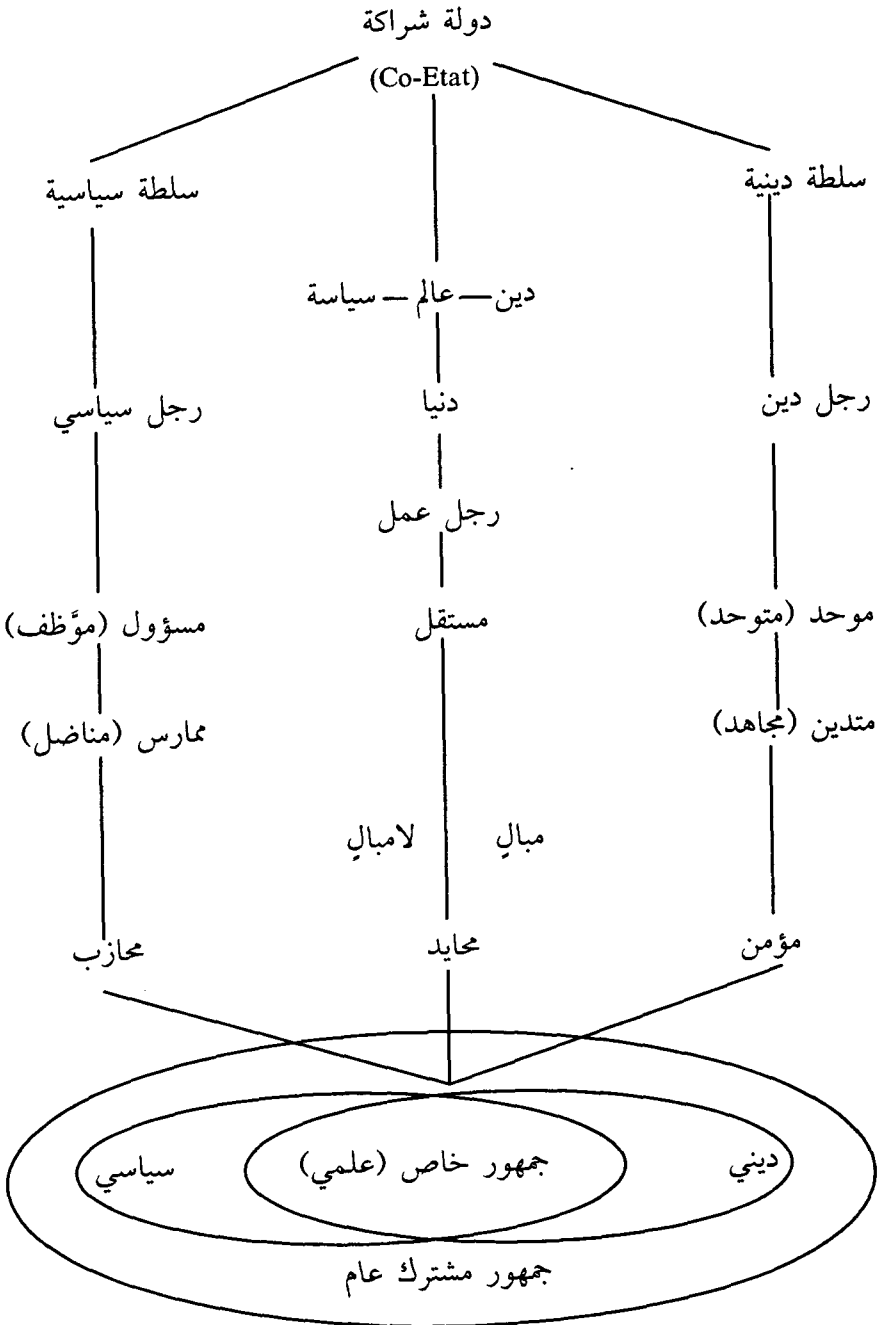 دولة شراكة
(Co-Etat)
سلطة دينية
سلطة سياسية
دين — عالم — سياسة
رجل دين
دنيا
رجل سياسي
رجل عمل
موحد (متوحد)
مستقل
مسؤول (موَّظف)
متدين (مجاهد)
ممارس (مناضل)
مبالٍ
لامبالٍ
مؤمن
محايد
محازب
ديني
جمهور خاص (علمي)
سياسي
جمهور مشترك عام